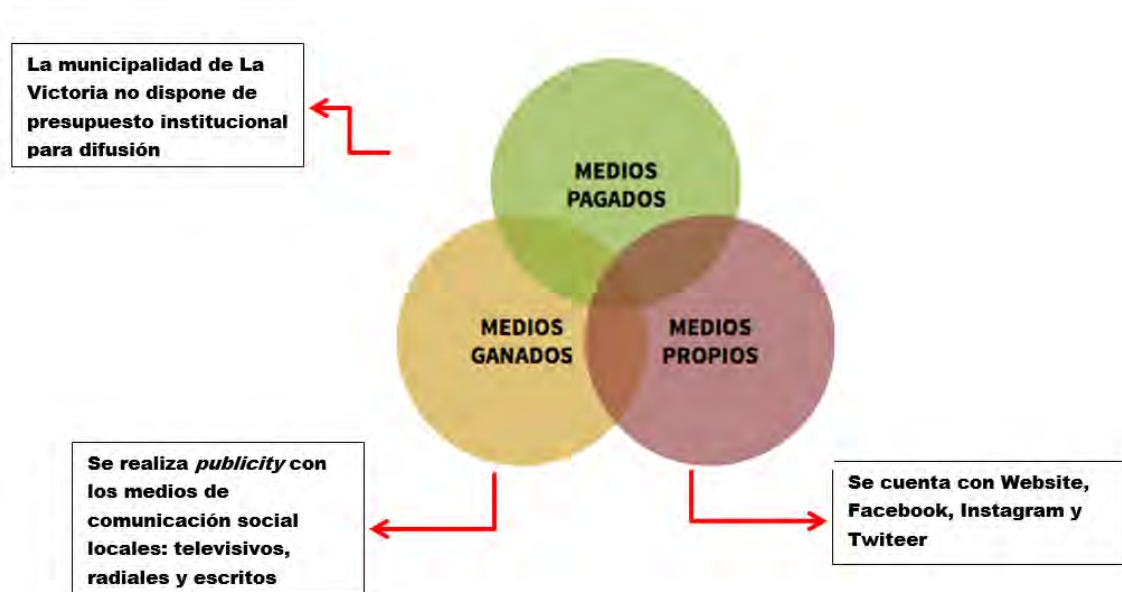 La municipalidad de La
Victoria no dispone de
presupuesto institucional
para difusión
MEDIOS
PAGADOS
MEDIOS
GANADOS
MEDIOS
PROPIOS
Se realiza publicity con
los medios de
comunicación social
locales: televisivos,
radiales y escritos
Se cuenta con Website,
Facebook, Instagram y
Twiteer